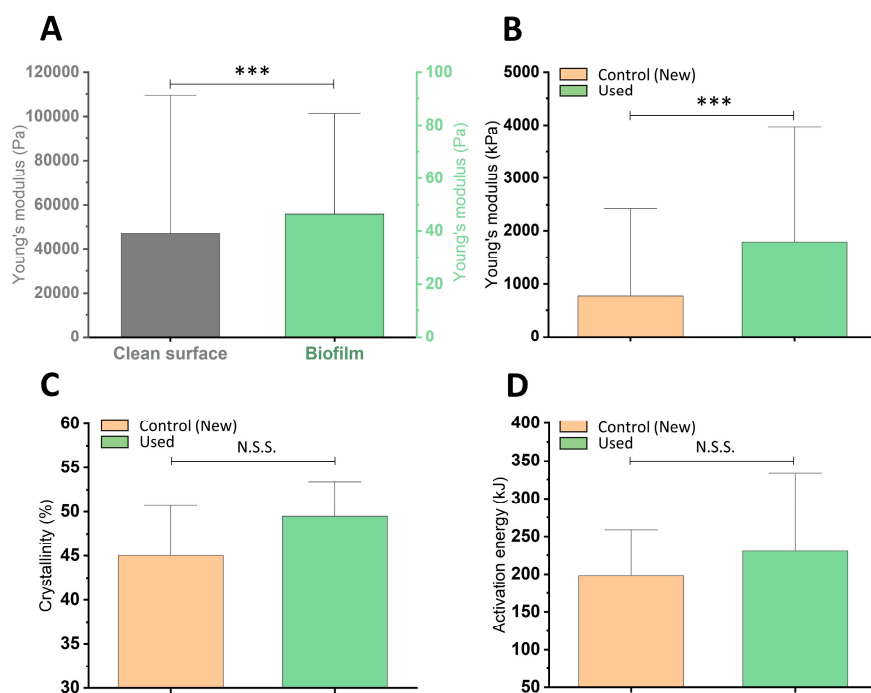 A
***
120000
100000
80000
60000
40000
20000
0
Young's modulus (Pa)
100
80
60
40
20
0
Young's modulus (Pa)
Clean surface
Biofilm
B
Control (New)
Used
***
5000
4000
3000
2000
1000
0
Young's modulus (kPa)
C
Control (New)
Used
N.S.S.
60
55
50
45
40
35
30
Crystallinity (%)
D
Control (New)
Used
N.S.S.
400
350
300
250
200
150
100
50
Activation energy (kJ)